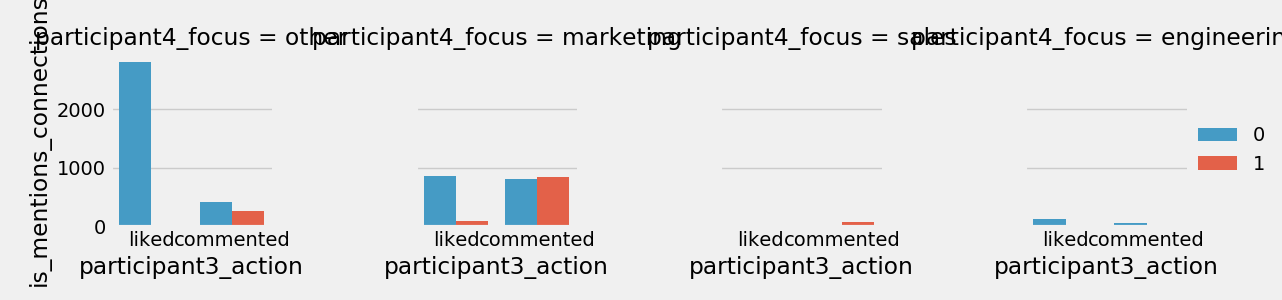 participant4_focus = other
participant4_focus = marketing
participant4_focus = sales
participant4_focus = engineerin
is_mentions_connections
2000
1000
0
liked commented
liked commented
liked commented
liked commented
participant3_action
participant3_action
participant3_action
participant3_action
0
1